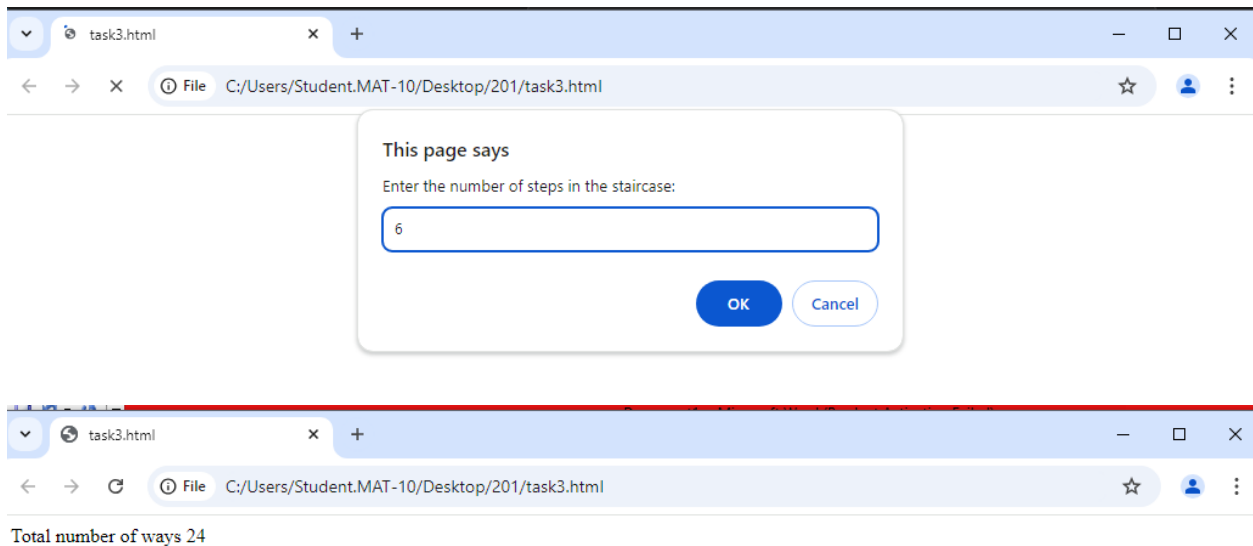 task3.html
File C:/Users/Student.MAT-10/Desktop/201/task3.html
This page says
Enter the number of steps in the staircase:
6
OK Cancel
task3.html
File C:/Users/Student.MAT-10/Desktop/201/task3.html
Total number of ways 24